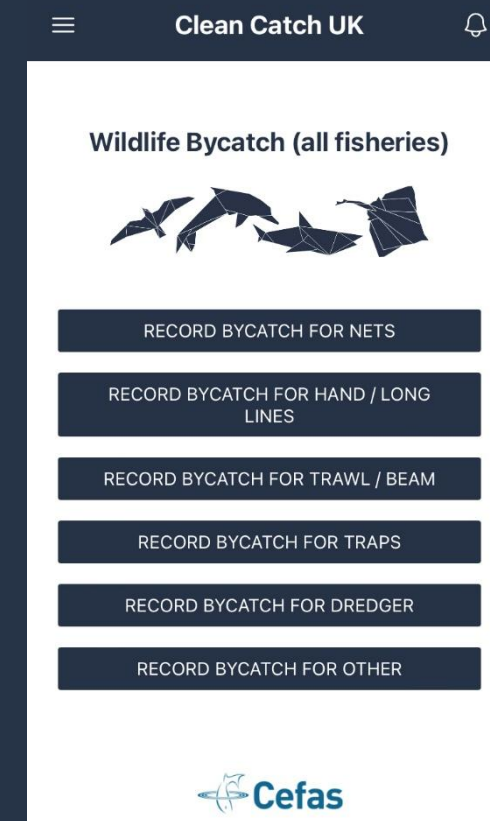 Clean Catch UK
Wildlife Bycatch (all fisheries)
RECORD BYCATCH FOR NETS
RECORD BYCATCH FOR HAND / LONG
LINES
RECORD BYCATCH FOR TRAWL / BEAM
RECORD BYCATCH FOR TRAPS
RECORD BYCATCH FOR DREDGER
RECORD BYCATCH FOR OTHER
Cefas